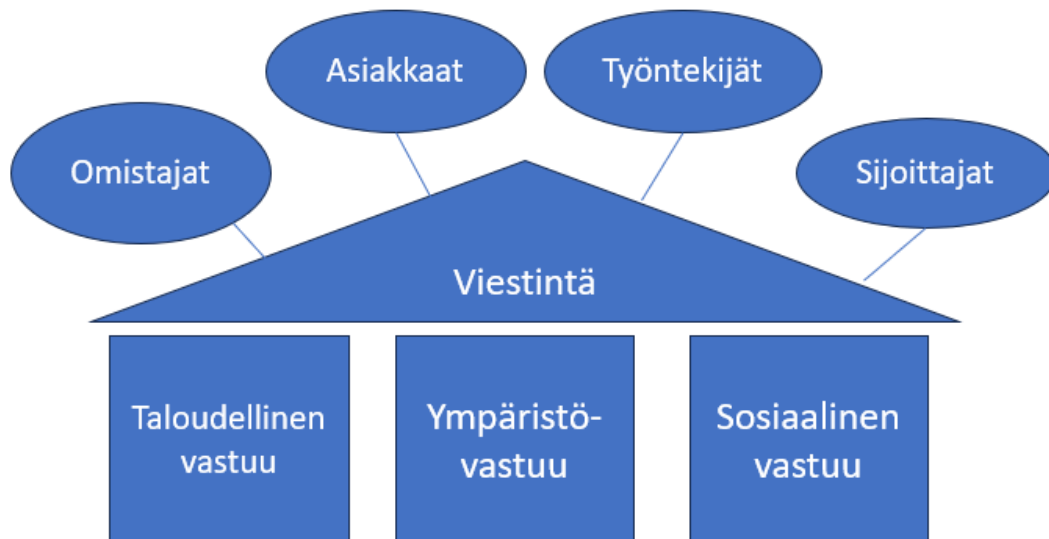 Asiakkaat
Työntekijät
Omistajat
Sijoittajat
Viestintä
Taloudellinen
vastuu
Ympäristö-
vastuu
Sosiaalinen
vastuu